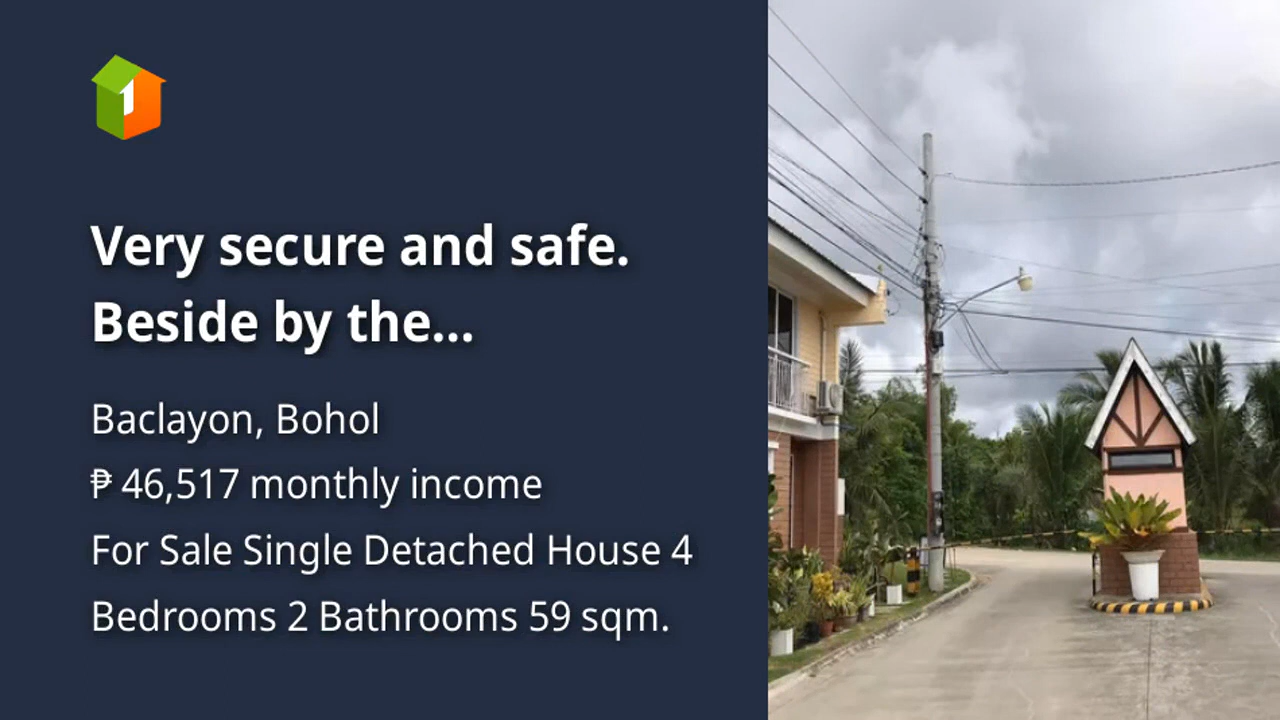 Very secure and safe.
Beside by the...
Baclayon, Bohol
₱ 46,517 monthly income
For Sale Single Detached House 4
Bedrooms 2 Bathrooms 59 sqm.